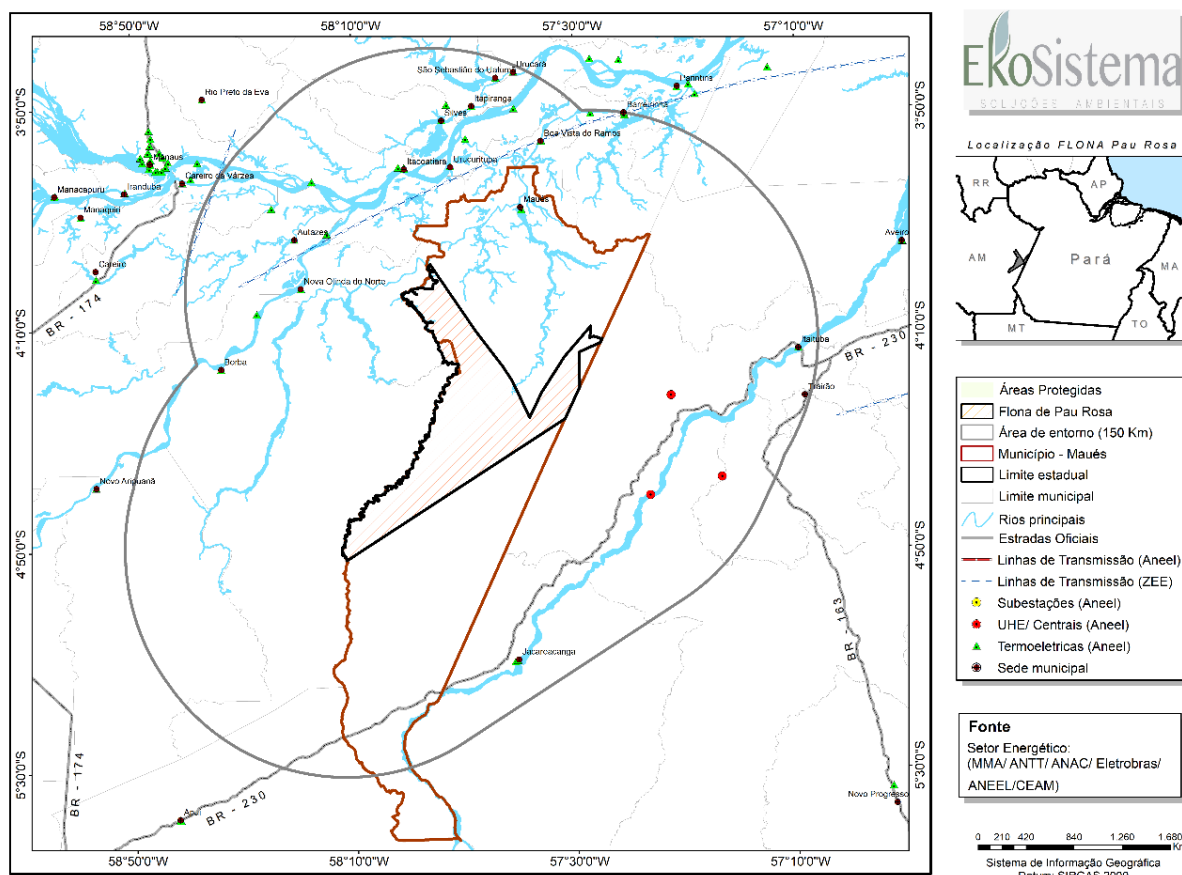 58°50'0"W
58°10'0"W
57°30'0"W
57°10'0"W
3°50'0"S
4°10'0"S
4°50'0"S
5°30'0"S
3°50'0"S
4°10'0"S
4°50'0"S
5°30'0"S
58°50'0"W
58°10'0"W
57°30'0"W
57°10'0"W
São Sebastião do Uatumã
Urucará
Rio Preto da Eva
Itapiranga
Silves
Parintins
Barreirinha
Boa Vista do Ramos
Manaus
Itacoatiara
Urucurituba
Careiro da Várzea
Iranduba
Manacapuru
Manaquiri
Maués
Autazes
Aveiro
Careiro
Nova Olinda do Norte
BR - 174
Borba
Itaituba
BR - 230
Trairão
Novo Aripuanã
Jacareacanga
BR - 163
BR - 174
Apuí
BR - 230
Novo Progresso
EkoSistema
SOLUÇÕES AMBIENTAIS
Localização FLONA Pau Rosa
RR
AP
AM
Pará
MA
MT
TO
Áreas Protegidas
Flona de Pau Rosa
Área de entorno (150 Km)
Município - Maués
Limite estadual
Limite municipal
Rios principais
Estradas Oficiais
Linhas de Transmissão (Aneel)
Linhas de Transmissão (ZEE)
Subestações (Aneel)
UHE/ Centrais (Aneel)
Termoeletricas (Aneel)
Sede municipal
Fonte
Setor Energético:
(MMA/ ANTT/ ANAC/ Eletrobras/
ANEEL/CEAM)
0 210 420 840 1.260 1.680
Km
Sistema de Informação Geográfica
Datum: SIRGAS 2000